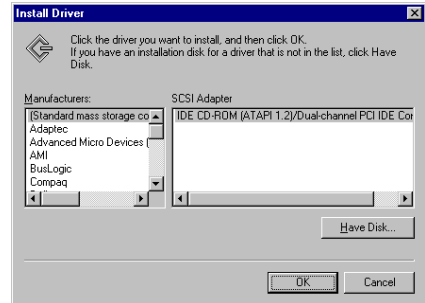 Install Driver
Click the driver you want to install, and then click OK.
If you have an installation disk for a driver that is not in the list, click Have
Disk.
Manufacturers:
(Standard mass storage co
Adaptec
Advanced Micro Devices (
AMI
BusLogic
Compaq
SCSI Adapter
IDE CD-ROM (ATAPI 1.2)/Dual-channel PCI IDE Con
Have Disk...
OK
Cancel